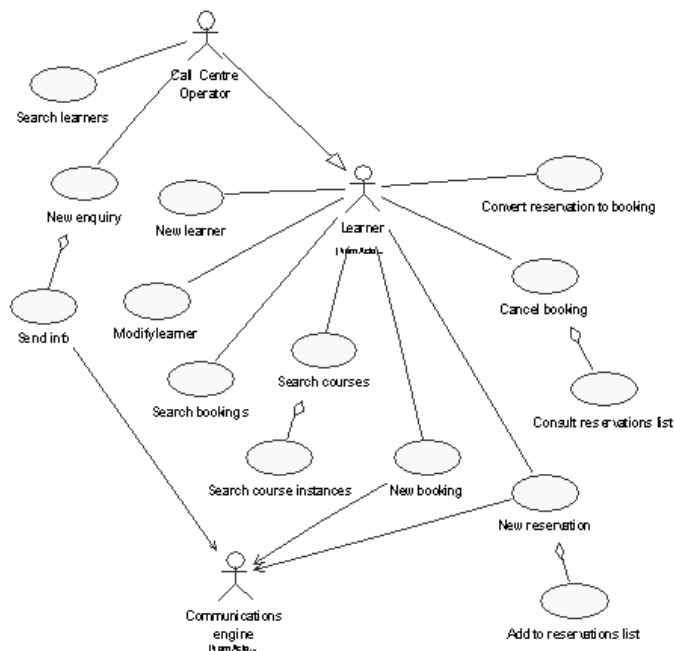 Call Centre
Operator
Search learners
New enquiry
New learner
Learner
Convert reservation to booking
Send info
Modify learner
Cancel booking
Search bookings
Search courses
Consult reservations list
Search course instances
New booking
New reservation
Communications
engine
Add to reservations list